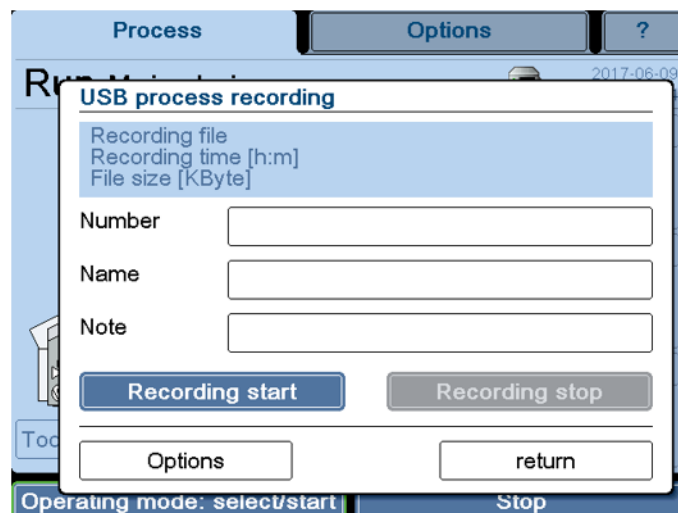 Process Options ?
2017-06-09
USB process recording
Recording file
Recording time [h:m]
File size [KByte]
Number
Name
Note
Recording start Recording stop
Options return
Operating mode: select/start Stop